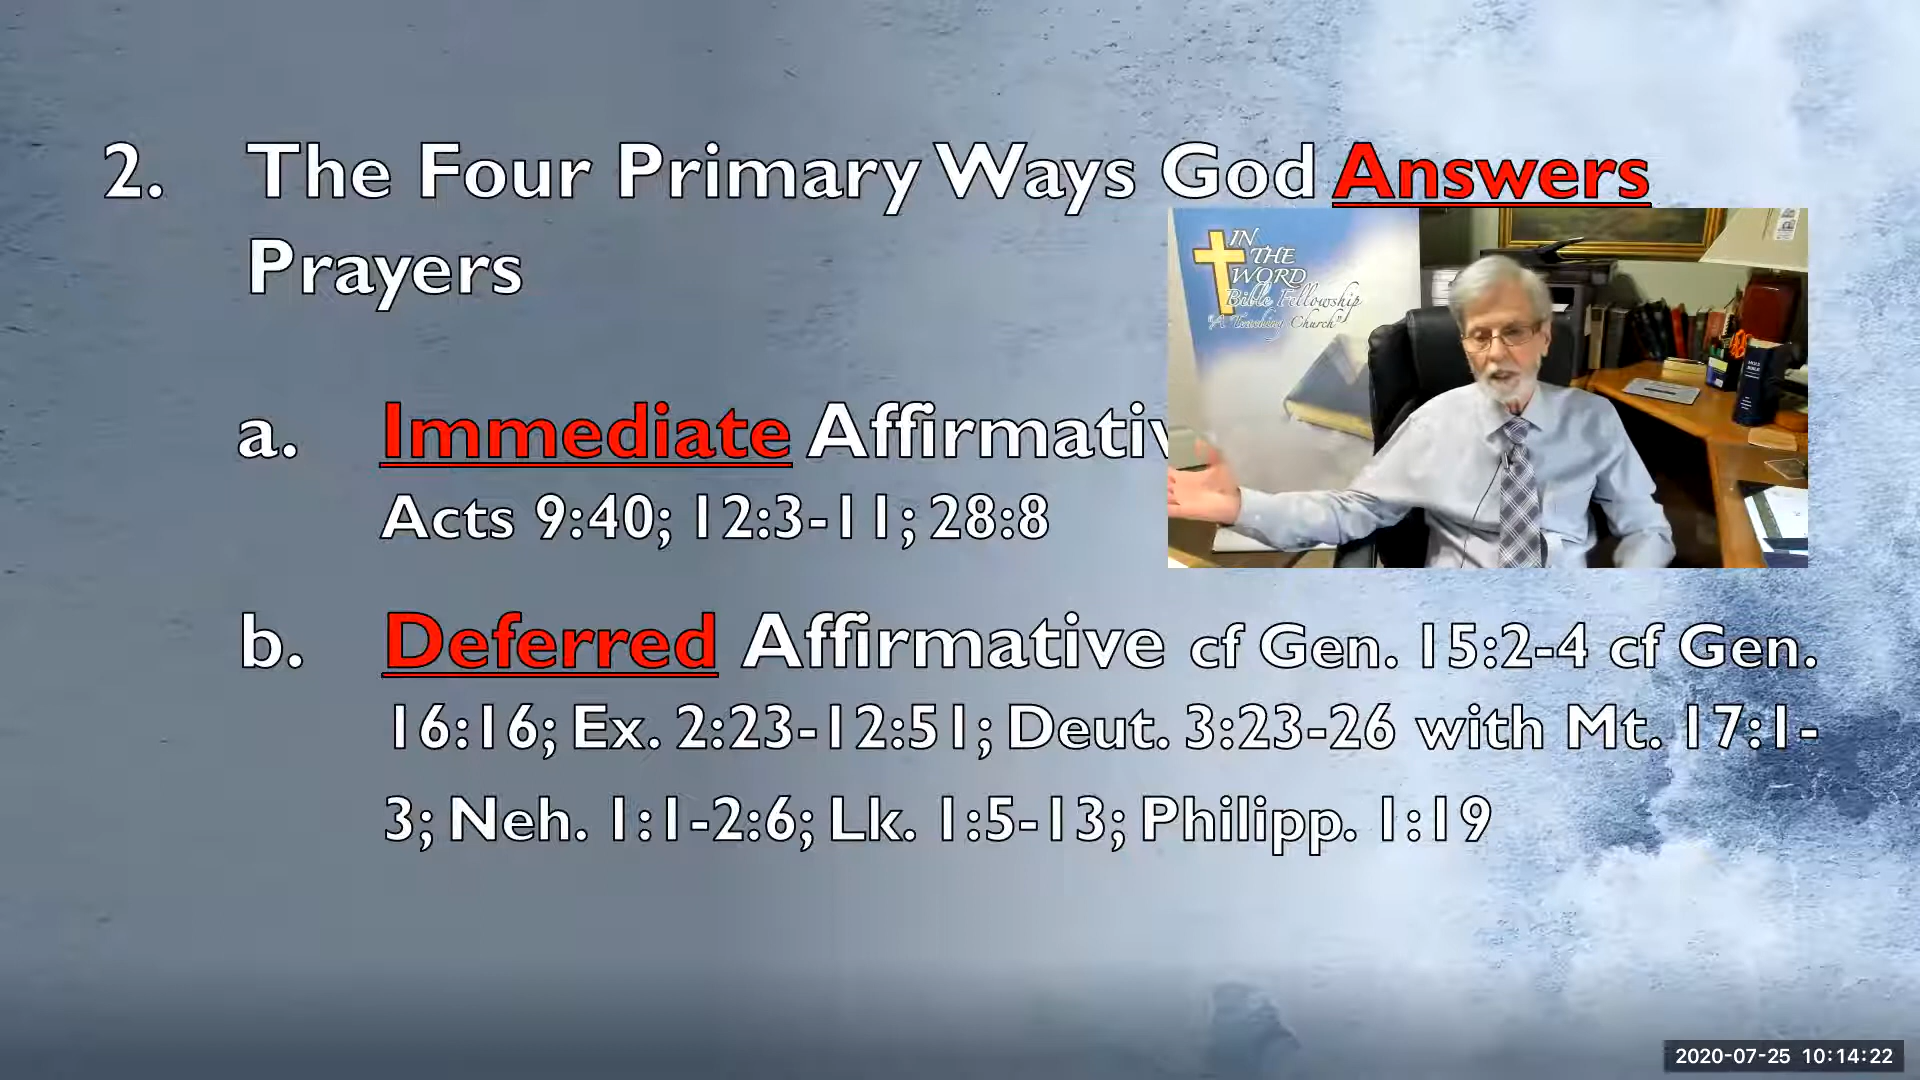 2. The Four Primary Ways God Answers
Prayers
IN
THE
WORD
Bible Fellowship
"A Teaching Church"
a. Immediate Affirmativ
Acts 9:40; 12:3-11; 28:8
HOLY
BIBLE
b. Deferred Affirmative cf Gen. 15:2-4 cf Gen.
16:16; Ex. 2:23-12:51; Deut. 3:23-26 with Mt. 17:1-
3; Neh. 1:1-2:6; Lk. 1:5-13; Philipp. 1:19
2020-07-25 10:14:22